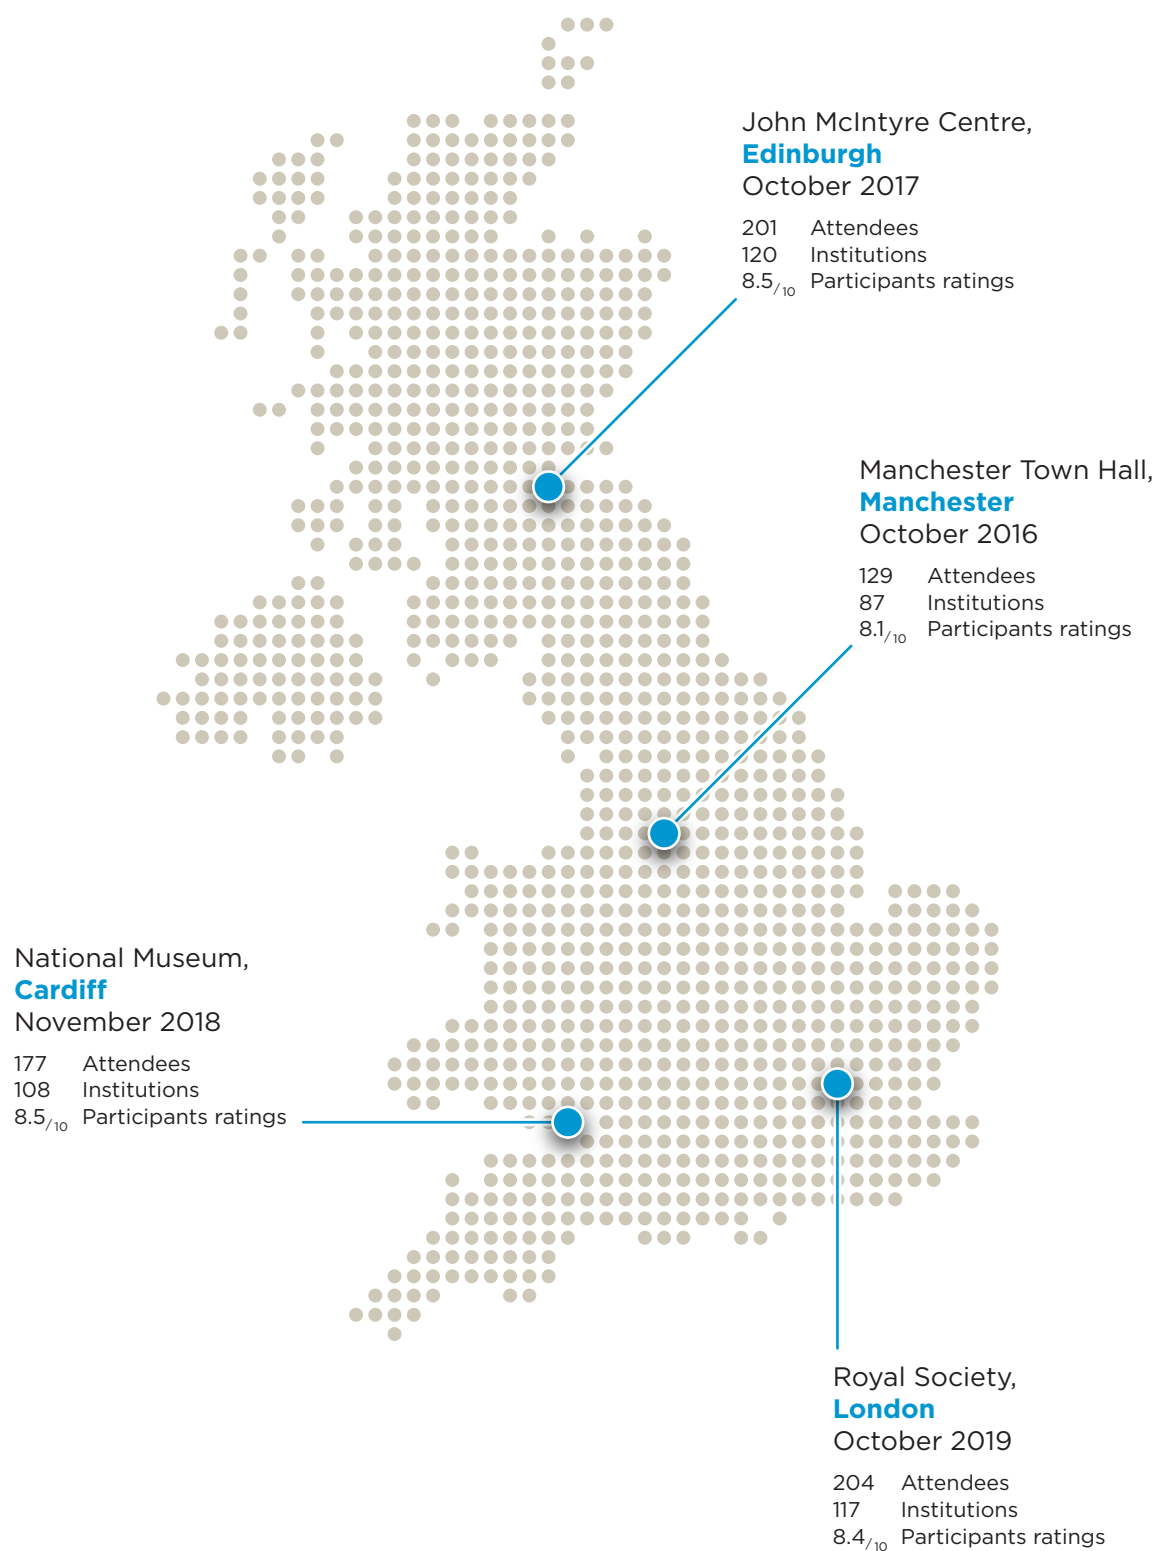 John McIntyre Centre,
Edinburgh
October 2017
201 Attendees
120 Institutions
8.5/10 Participants ratings
Manchester Town Hall,
Manchester
October 2016
129 Attendees
87 Institutions
8.1/10 Participants ratings
National Museum,
Cardiff
November 2018
177 Attendees
108 Institutions
8.5/10 Participants ratings
Royal Society,
London
October 2019
204 Attendees
117 Institutions
8.4/10 Participants ratings